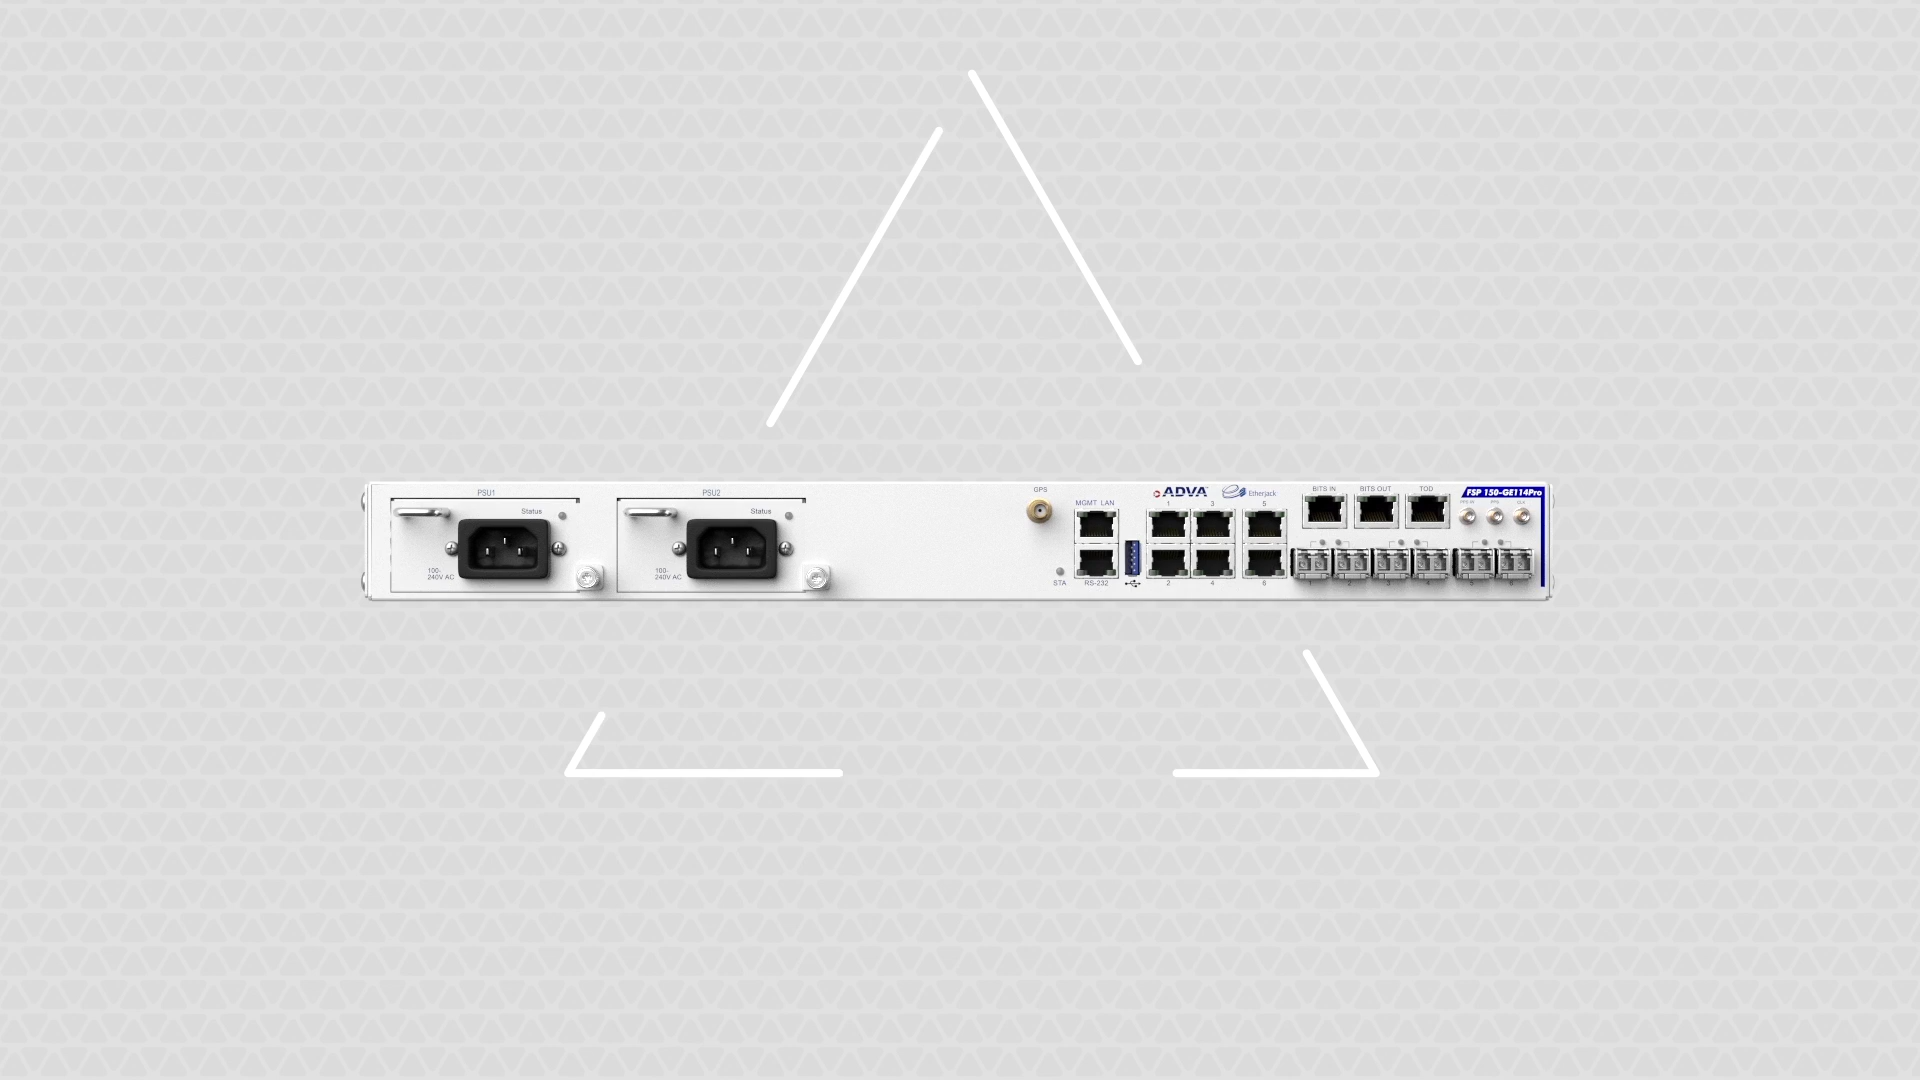 PSU1
Status
100-
240V AC
PSU2
Status
100-
240V AC
GPS
STA
MGMT LAN
RS-232
ADVA
Etherjack
1 3 5
2 4 6
BITS IN BITS OUT TOD
FSP 150-GE114Pro